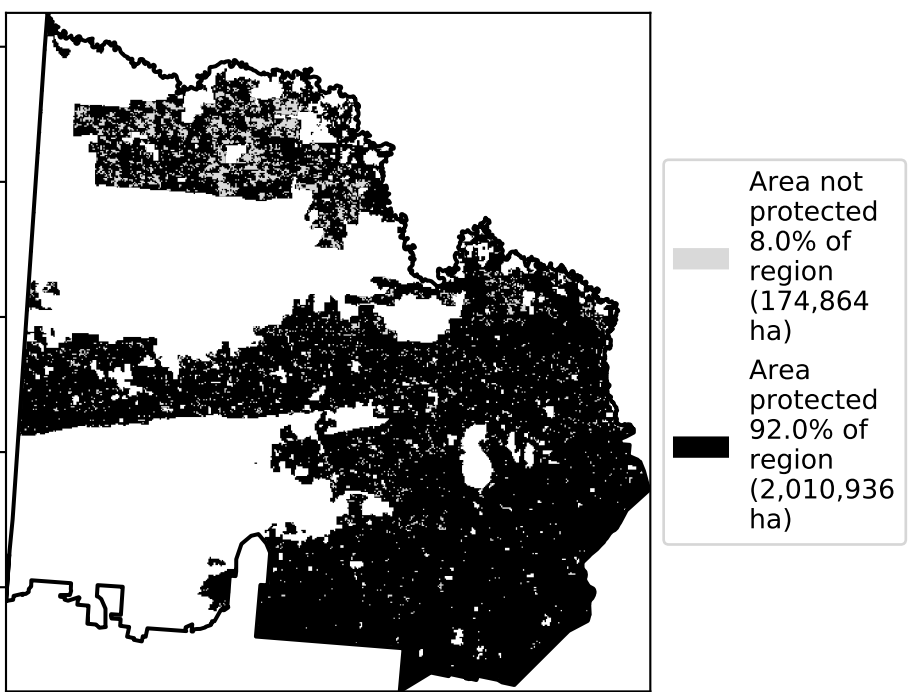 Area not
protected
8.0% of
region
(174,864
ha)
Area
protected
92.0% of
region
(2,010,936
ha)